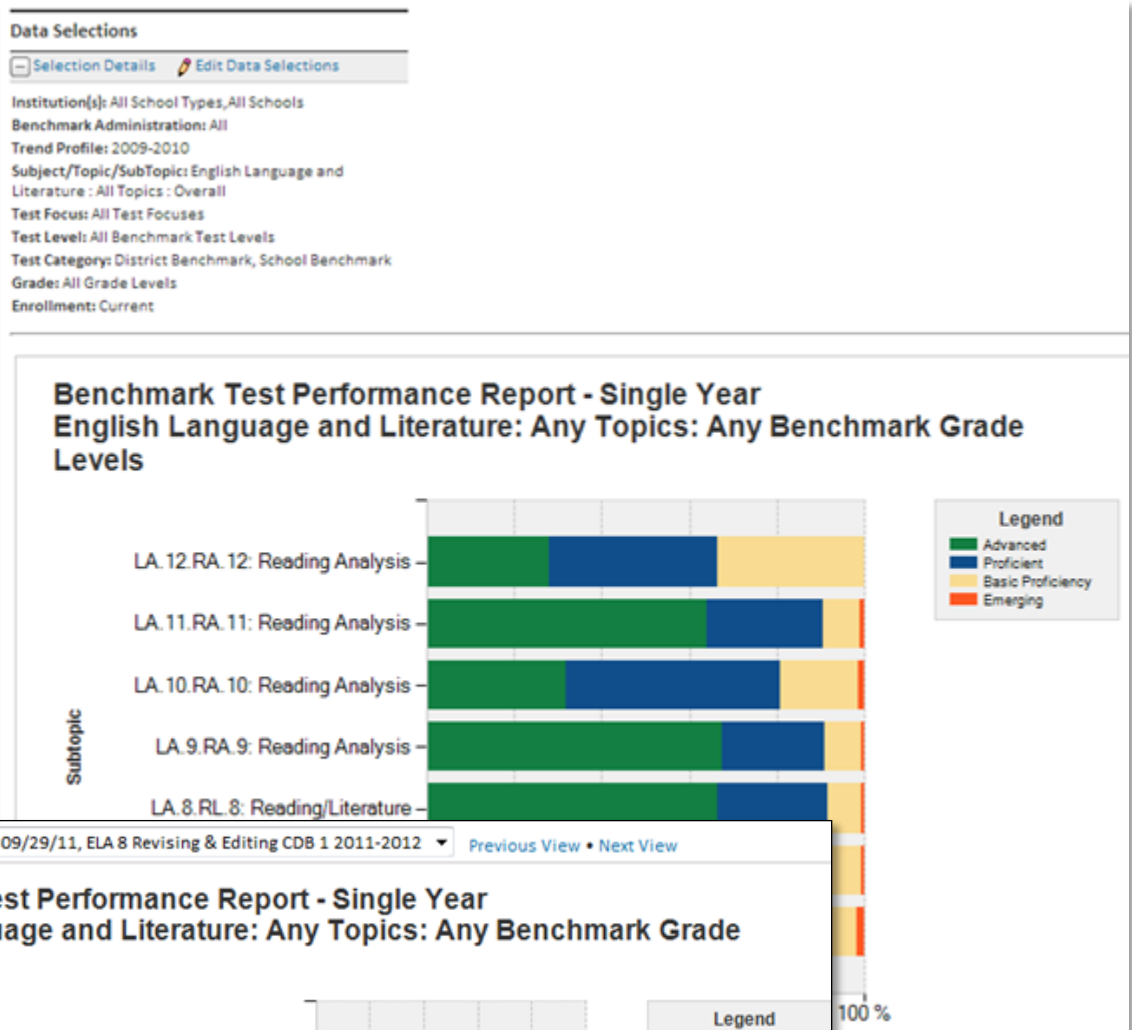 Data Selections
Selection Details Edit Data Selections
Institution(s): All School Types,All Schools
Benchmark Administration: All
Trend Profile: 2009-2010
Subject/Topic/SubTopic: English Language and
Literature : All Topics : Overall
Test Focus: All Test Focuses
Test Level: All Benchmark Test Levels
Test Category: District Benchmark, School Benchmark
Grade: All Grade Levels
Enrollment: Current
Benchmark Test Performance Report - Single Year
English Language and Literature: Any Topics: Any Benchmark Grade
Levels
Legend
Advanced
Proficient
Basic Proficiency
Emerging
Subtopic
LA.12.RA.12: Reading Analysis
LA.11.RA.11: Reading Analysis
LA.10.RA.10: Reading Analysis
LA.9.RA.9: Reading Analysis
LA.8.RL.8: Reading/Literature
100 %
09/29/11, ELA 8 Revising & Editing CDB 1 2011-2012 Previous View • Next View
est Performance Report - Single Year
uage and Literature: Any Topics: Any Benchmark Grade
Legend